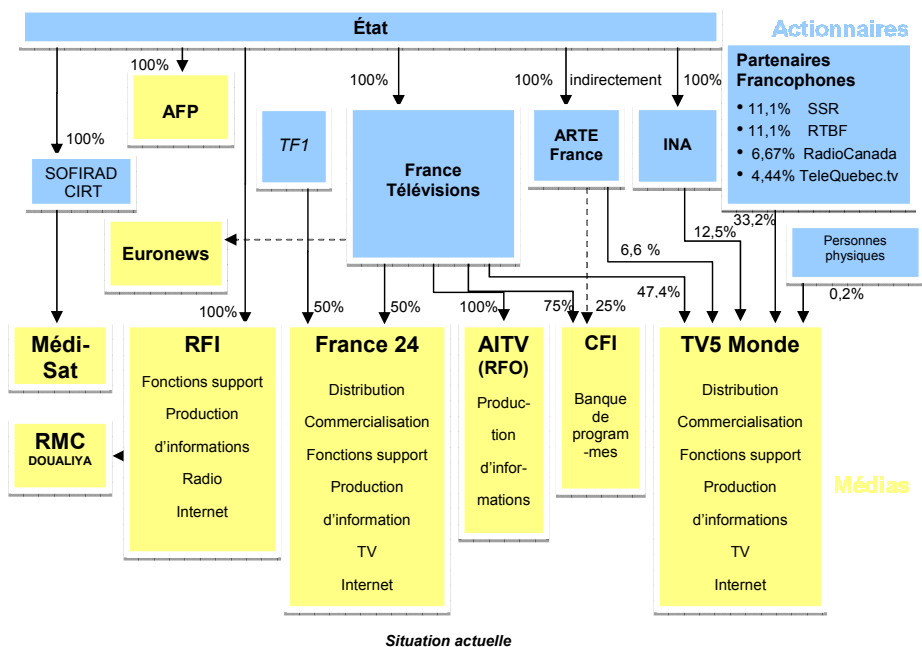 État
Actionnaires
100%
100%
100%
indirectement
100%
100%
AFP
SOFIRAD
CIRT
TF1
France
Télévisions
ARTE
France
INA
Partenaires
Francophones
• 11,1% SSR
• 11,1% RTBF
• 6,67% RadioCanada
• 4,44% TeleQuebec.tv
Euronews
Personnes
physiques
33,2%
12,5%
6,6 %
47,4%
0,2%
100%
50%
50%
100%
75%
25%
Médi-
Sat
RMC
DOUALIYA
RFI
Fonctions support
Production
d’informations
Radio
Internet
France 24
Distribution
Commercialisation
Fonctions support
Production
d’information
TV
Internet
AITV
(RFO)
Produc-
tion
d’infor-
mations
CFI
Banque
de
program
-mes
TV5 Monde
Distribution
Commercialisation
Fonctions support
Production
d’informations
TV
Internet
Médias
Situation actuelle